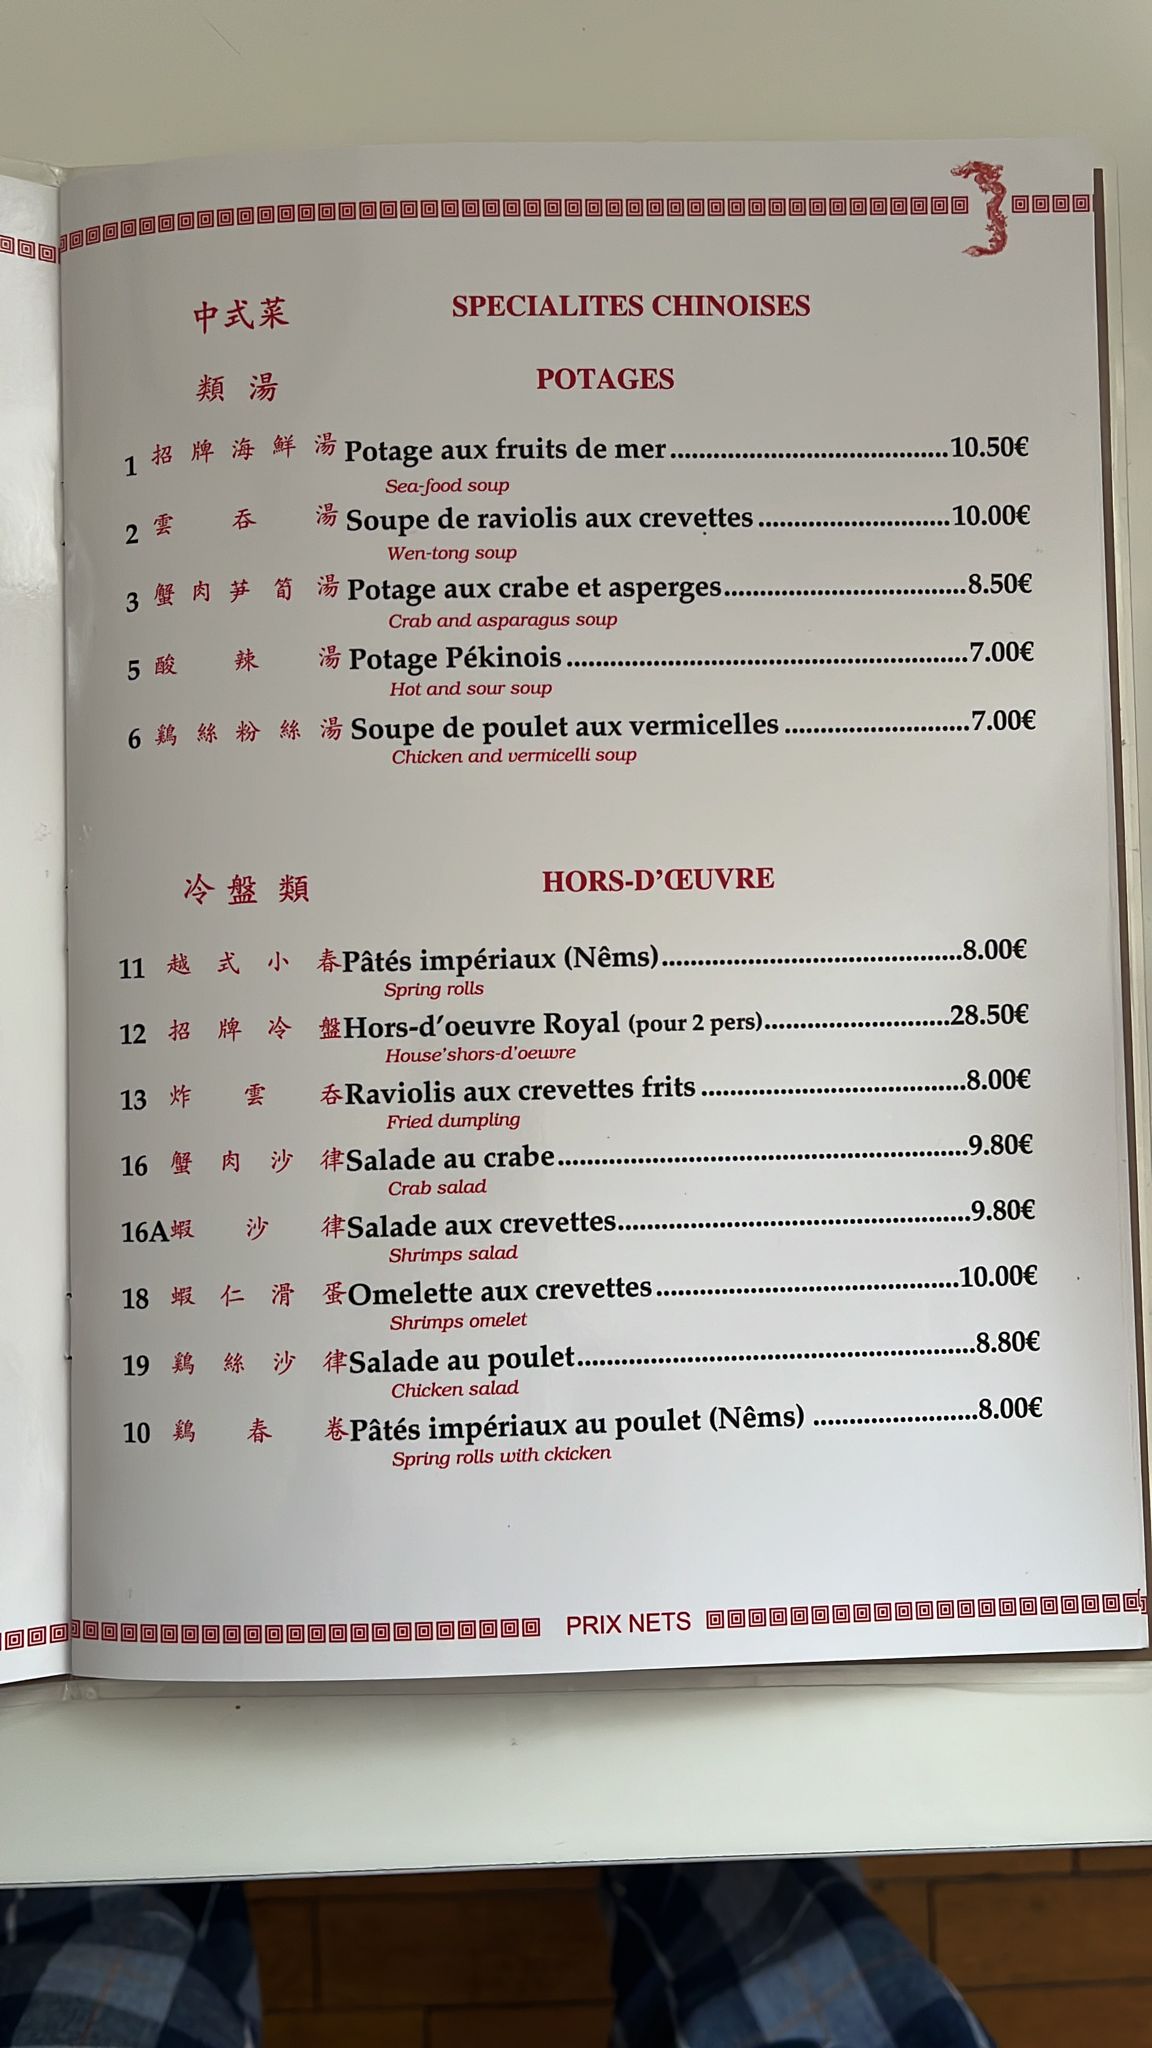 中式菜 SPECIALITES CHINOISES
類 湯 POTAGES
1 招 牌 海 鮮 湯 Potage aux fruits de mer.......................................10.50€
Sea-food soup
2 雲 吞 湯 Soupe de raviolis aux crevettes...........................10.00€
Wen-tong soup
3 蟹 肉 芛 筍 湯 Potage aux crabe et asperges..................................8.50€
Crab and asparagus soup
5 酸 辣 湯 Potage Pékinois........................................................7.00€
Hot and sour soup
6 鷄 絲 粉 絲 湯 Soupe de poulet aux vermicelles..........................7.00€
Chicken and vermicelli soup
冷 盤 類 HORS-D'ŒUVRE
11 越 式 小 春 Pâtés impériaux (Nêms)..........................................8.00€
Spring rolls
12 招 牌 冷 盤 Hors-d'oeuvre Royal (pour 2 pers)..........................28.50€
House'shors-d'oeuvre
13 炸 雲 吞 Raviolis aux crevettes frits.....................................8.00€
Fried dumpling
16 蟹 肉 沙 律 Salade au crabe.........................................................9.80€
Crab salad
16A 蝦 沙 律 Salade aux crevettes.................................................9.80€
Shrimps salad
18 蝦 仁 滑 蛋 Omelette aux crevettes..........................................10.00€
Shrimps omelet
19 鷄 絲 沙 律 Salade au poulet.......................................................8.80€
Chicken salad
10 鷄 春 卷 Pâtés impériaux au poulet (Nêms).......................8.00€
Spring rolls with ckicken
PRIX NETS